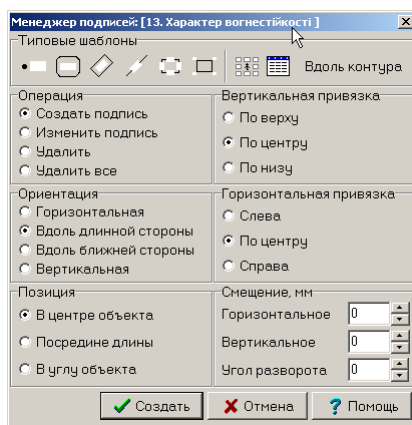 Менеджер подписей: [13. Характер вогнестійкості ]
Типовые шаблоны
Вдоль контура
Операция
Создать подпись
Изменить подпись
Удалить
Удалить все
Вертикальная привязка
По верху
По центру
По низу
Ориентация
Горизонтальная
Вдоль длинной стороны
Вдоль ближней стороны
Вертикальная
Горизонтальная привязка
Слева
По центру
Справа
Позиция
В центре объекта
Посредине длины
В углу объекта
Смещение, мм
Горизонтальное 0
Вертикальное 0
Угол разворота 0
Создать
Отмена
? Помощь